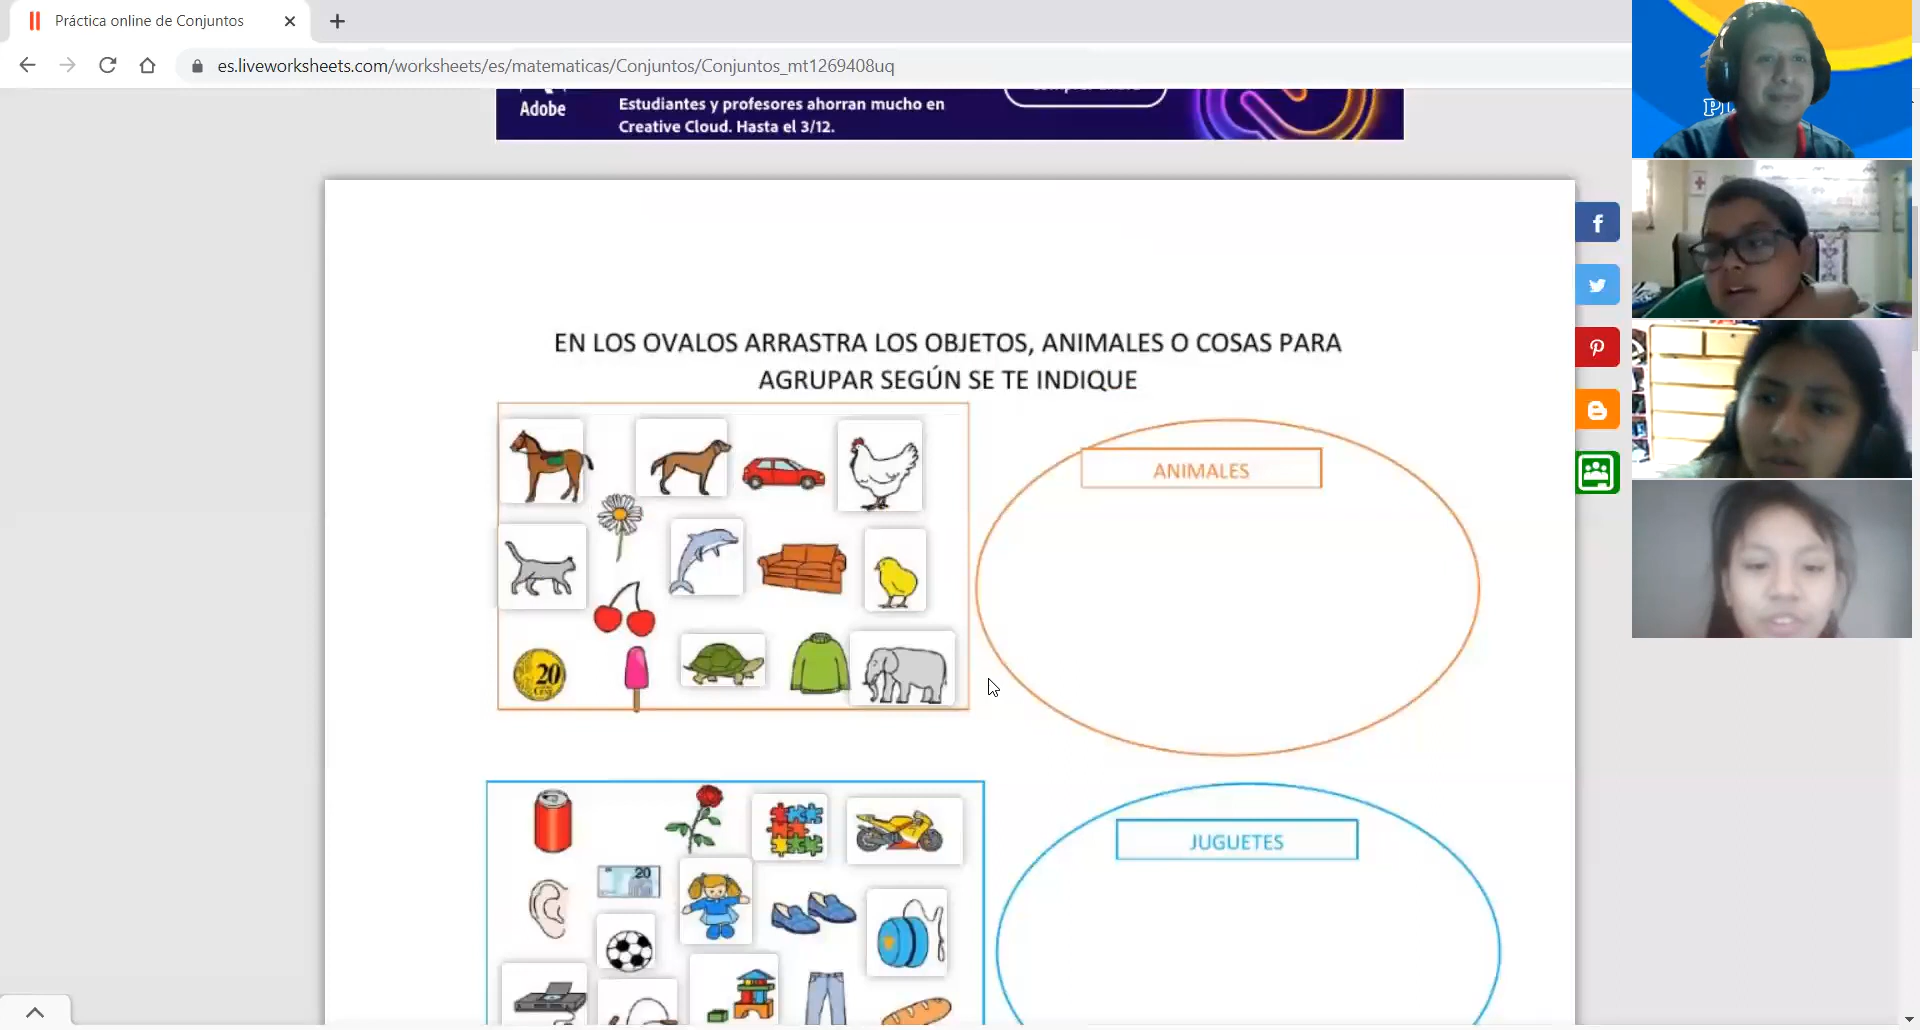 Práctica online de Conjuntos
es.liveworksheets.com/worksheets/es/matematicas/Conjuntos/Conjuntos_mt1269408uq
Adobe
Estudiantes y profesores ahorran mucho en
Creative Cloud. Hasta el 3/12.
EN LOS OVALOS ARRASTRA LOS OBJETOS, ANIMALES O COSAS PARA
AGRUPAR SEGÚN SE TE INDIQUE
ANIMALES
20
JUGUETES
20